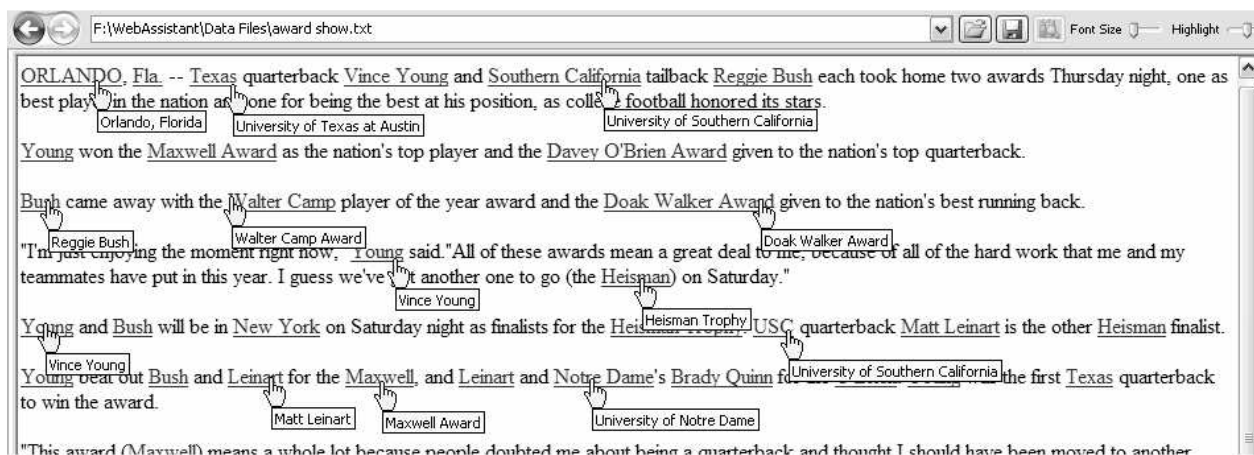 F:\WebAssistant\Data Files\award show.txt Font Size Highlight
ORLANDO, Fla. -- Texas quarterback Vince Young and Southern California tailback Reggie Bush each took home two awards Thursday night, one as
best play in the nation and one for being the best at his position, as college football honored its stars.
Orlando, Florida University of Texas at Austin University of Southern California
Young won the Maxwell Award as the nation's top player and the Davey O'Brien Award given to the nation's top quarterback.
Bush came away with the Walter Camp player of the year award and the Doak Walker Award given to the nation's best running back.
Reggie Bush Walter Camp Award Doak Walker Award
"I'm just enjoying the moment right now," Young said."All of these awards mean a great deal to me, because of all of the hard work that me and my
teammates have put in this year. I guess we've got another one to go (the Heisman) on Saturday."
Vince Young Heisman Trophy
Young and Bush will be in New York on Saturday night as finalists for the Heisman Trophy. USC quarterback Matt Leinart is the other Heisman finalist.
Vince Young University of Southern California
Young beat out Bush and Leinart for the Maxwell, and Leinart and Notre Dame's Brady Quinn for the first Texas quarterback
to win the award.
Matt Leinart Maxwell Award University of Notre Dame
"This award (Maxwell) means a whole lot because people doubted me about being a quarterback and thought I should have been moved to another